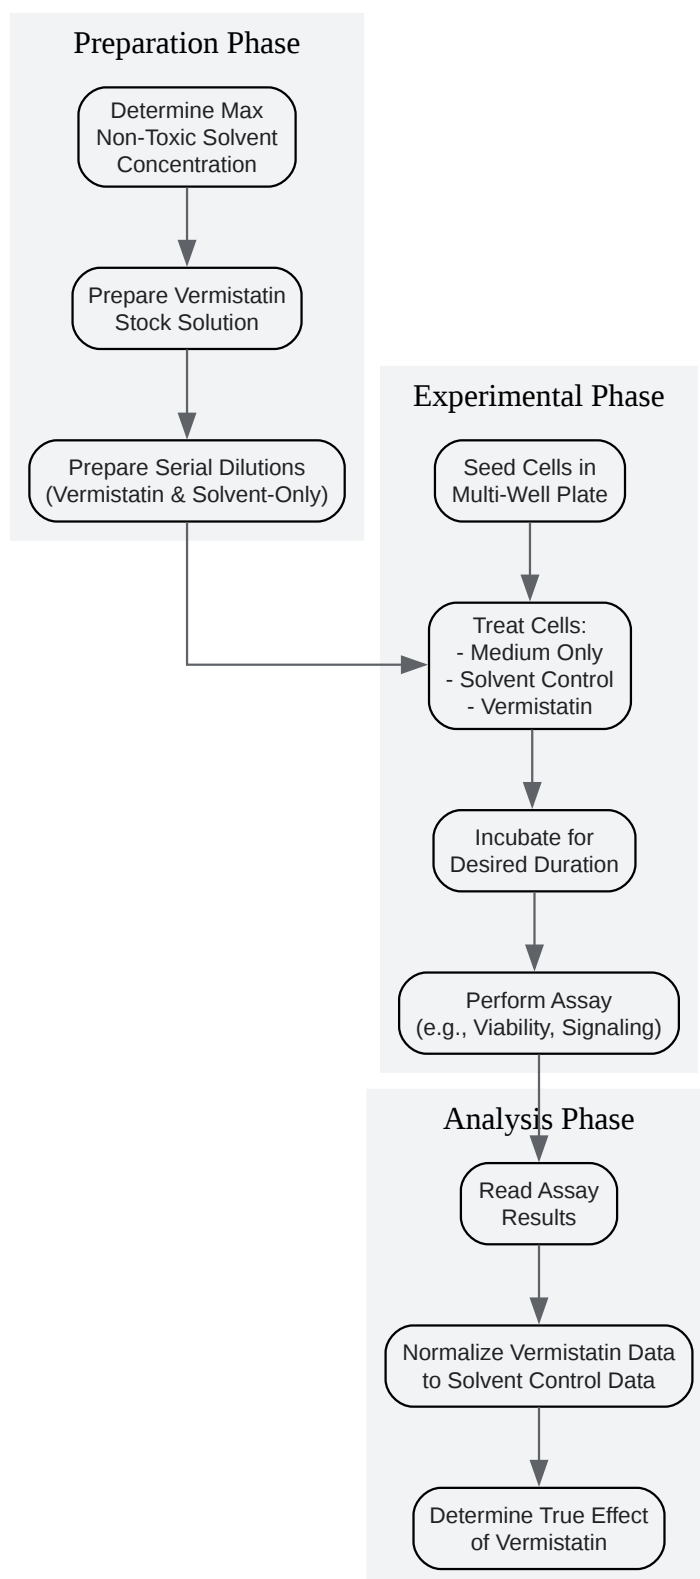 Preparation Phase
Determine Max
Non-Toxic Solvent
Concentration
Prepare Vermistatin
Stock Solution
Prepare Serial Dilutions
(Vermistatin & Solvent-Only)
Experimental Phase
Seed Cells in
Multi-Well Plate
Treat Cells:
- Medium Only
- Solvent Control
- Vermistatin
Incubate for
Desired Duration
Perform Assay
(e.g., Viability, Signaling)
Analysis Phase
Read Assay
Results
Normalize Vermistatin Data
to Solvent Control Data
Determine True Effect
of Vermistatin